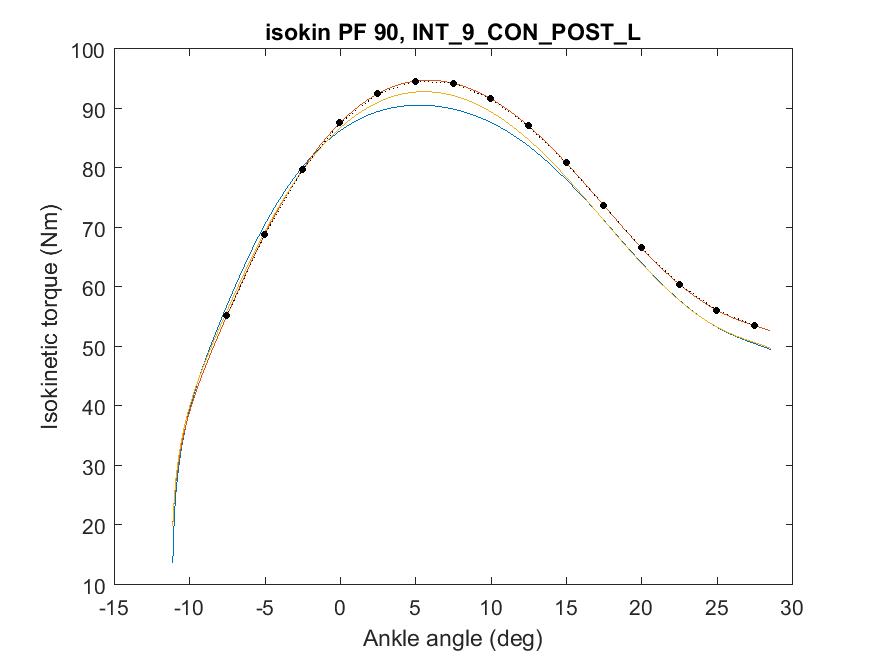 isokin PF 90, INT_9_CON_POST_L
100
90
80
70
60
50
40
30
20
10
Isokinetic torque (Nm)
-15 -10 -5 0 5 10 15 20 25 30
Ankle angle (deg)